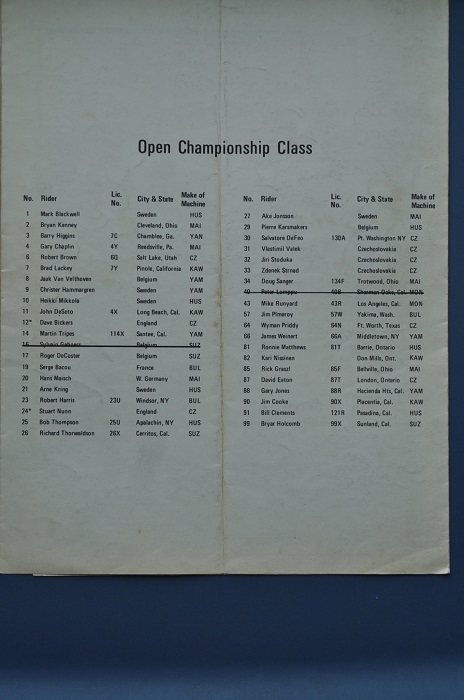 Open Championship Class
No. Rider Lic. No. City & State Make of Machine
1 Mark Blackwell Sweden HUS
2 Bryan Kenney Cleveland, Ohio MAI
3 Barry Higgins 7C Chamblee, Ga. YAN
4 Gary Chaplin 4Y Reedsville, Pa. MAI
6 Robert Brown 6Q Salt Lake, Utah CZ
7 Brad Lackey 7Y Pinole, California KAW
8 Jaak Van Velthoven Belgium YAM
9 Christer Hammargren Sweden YAM
10 Heikki Mikkola Sweden HUS
11 John DeSoto 4X Long Beach, Cal. KAW
12* Dave Bickers England CZ
14 Martin Tripes 114X Santee, Cal. YAM
16 Sylvain Geboers Belgium SUZ
17 Roger DeCoster Belgium SUZ
19 Serge Bacou France BUL
20 Hans Maisch W. Germany MAI
21 Arne Kring Sweden HUS
23 Robert Harris 23U Windsor, NY BUL
24* Stuart Nunn England CZ
25 Bob Thompson 25U Apalachin, NY HUS
26 Richard Thorwaldson 26X Cerritos, Cal. SUZ
No. Rider Lic. No. City & State Make of Machine
27 Ake Jonsson Sweden MAI
29 Pierre Karsmakers Belgium HUS
30 Salvatore DeFeo 130A Pt. Washington NY CZ
31 Vlastimil Valek Czechoslovakia CZ
32 Jiri Stodulka Czechoslovakia CZ
33 Zdenek Strnad Czechoslovakia CZ
34 Doug Sanger 134F Trotwood, Ohio MAI
40 Peter Lamppu 40R Sherman Oaks, Cal. MON
43 Mike Runyard 43R Los Angeles, Cal. MON
57 Jim Pomeroy 57W Yakima, Wash. BUL
64 Wyman Priddy 64N Ft. Worth, Texas CZ
66 James Weinert 66A Middletown, NY YAM
81 Ronnie Matthews 81T Barrie, Ontario HUS
82 Kari Nisinen Don Mills, Ont. KAW
85 Rick 85F Bellville, Ohio MAI
87 David Eaton 87T London, Ontario CZ
88 Gary Jones 88R Hacienda Hts, Cal. YAM
90 Jim Cooke 90X Placentia, Cal. KAW
91 Bill Clements 121R Pasadina, Cal. HUS
99 Bryar Holcomb 99X Sunland, Cal. SUZ